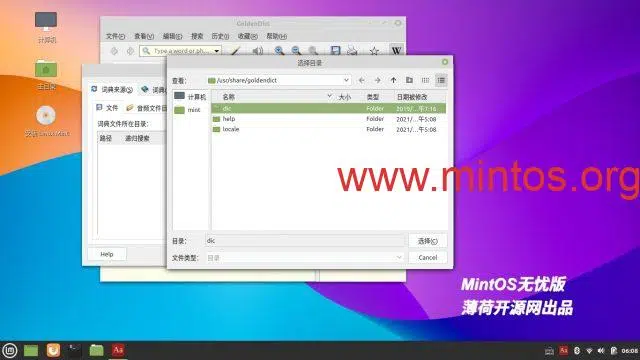 计算机
主目录
安装 Linux Mint
GoldenDict
文件(F) 查看(V) 编辑(E) 搜索 历史(I) 收藏(R) 帮助(H)
Type a word or ph...
词典来源(S)
文件 音频文件目
词典文件所在目录:
路径 递归搜索
Help
选择目录
查看: /usr/share/goldendict
计算机
mint
名称 大小 类型 日期被修改
dic Folder 2019/...午7:16
help Folder 2021/...午5:08
locale Folder 2021/...午5:08
目录: dic 选择(C)
文件类型: 目录 Cancel
www.mintos.org
MintOS无忧版
薄荷开源网出品
06:08